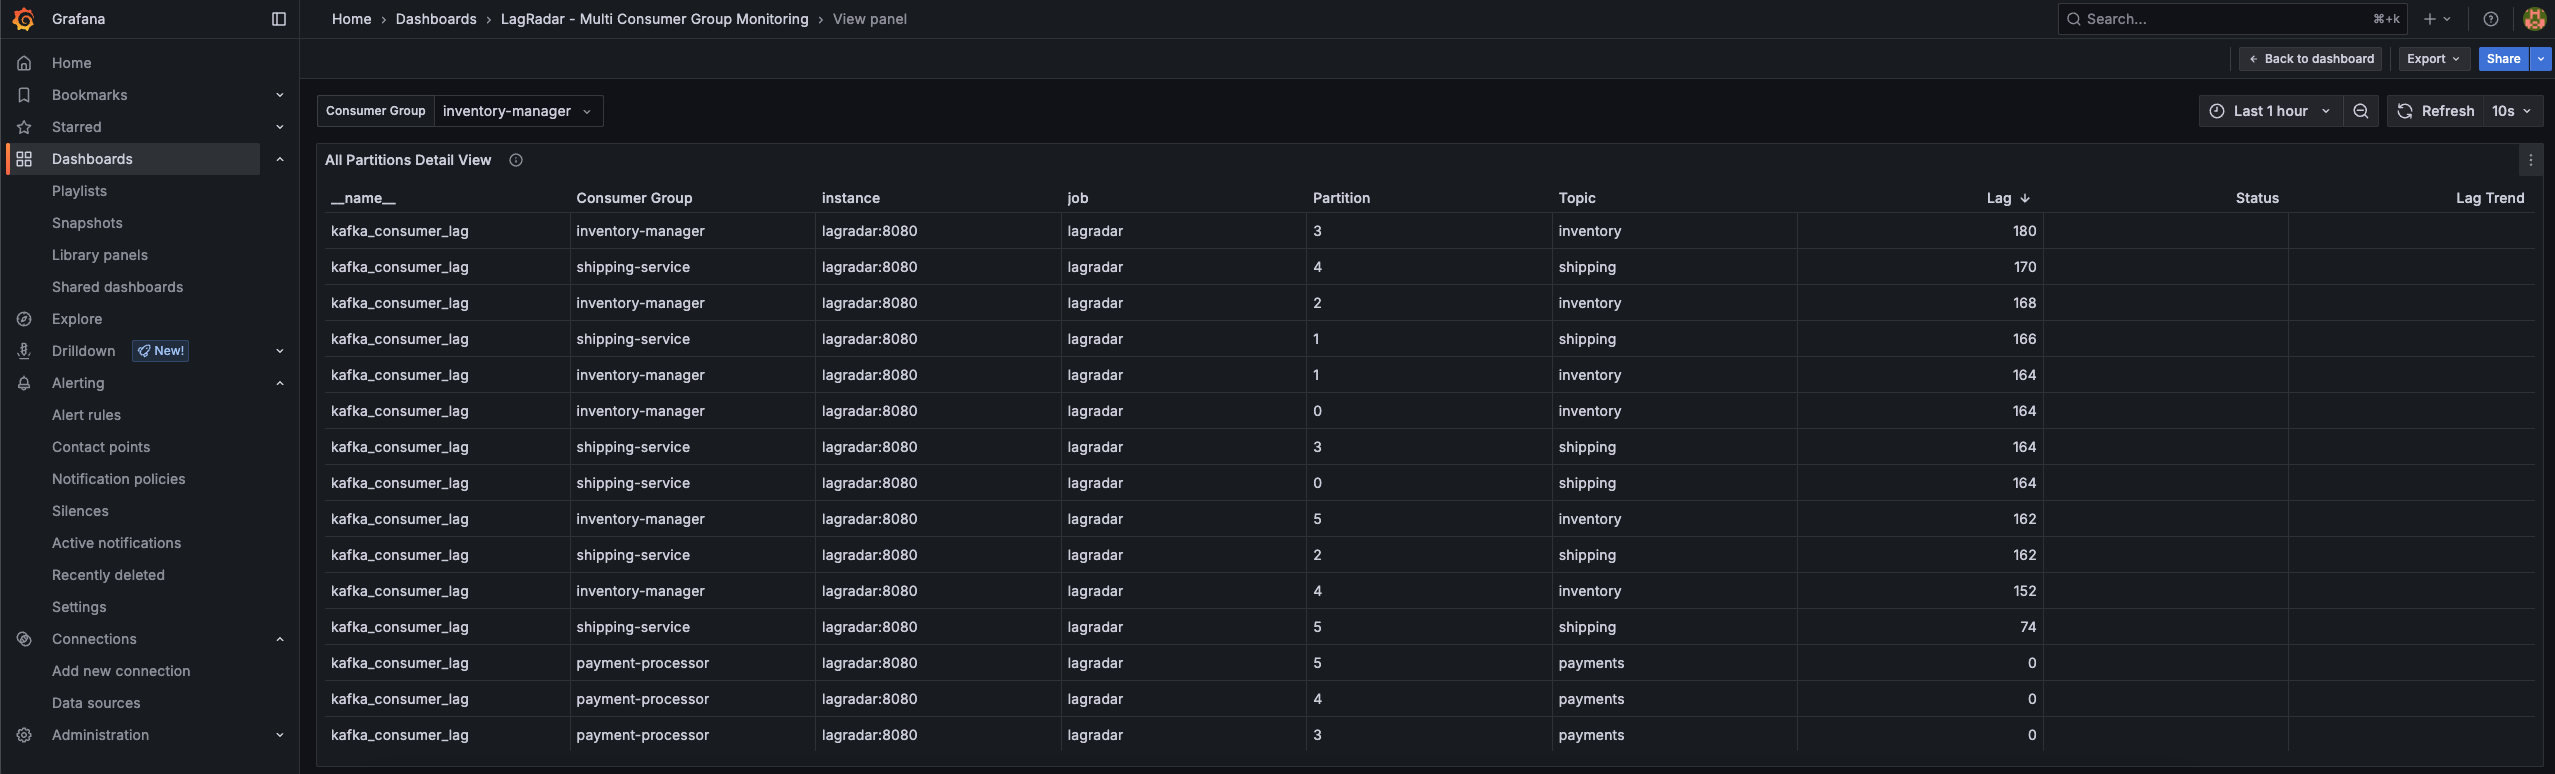 Grafana
Home › Dashboards › LagRadar - Multi Consumer Group Monitoring › View panel
Search... ⌘+k
Home
Bookmarks
Starred
Dashboards
Playlists
Snapshots
Library panels
Shared dashboards
Explore
Drilldown New!
Alerting
Alert rules
Contact points
Notification policies
Silences
Active notifications
Recently deleted
Settings
Connections
Add new connection
Data sources
Administration
← Back to dashboard Export Share
Consumer Group inventory-manager
Last 1 hour Refresh 10s
All Partitions Detail View
__name__ Consumer Group instance job Partition Topic Lag ↓ Status Lag Trend
kafka_consumer_lag inventory-manager lagradar:8080 lagradar 3 inventory 180
kafka_consumer_lag shipping-service lagradar:8080 lagradar 4 shipping 170
kafka_consumer_lag inventory-manager lagradar:8080 lagradar 2 inventory 168
kafka_consumer_lag shipping-service lagradar:8080 lagradar 1 shipping 166
kafka_consumer_lag inventory-manager lagradar:8080 lagradar 1 inventory 164
kafka_consumer_lag inventory-manager lagradar:8080 lagradar 0 inventory 164
kafka_consumer_lag shipping-service lagradar:8080 lagradar 3 shipping 164
kafka_consumer_lag shipping-service lagradar:8080 lagradar 0 shipping 164
kafka_consumer_lag inventory-manager lagradar:8080 lagradar 5 inventory 162
kafka_consumer_lag shipping-service lagradar:8080 lagradar 2 shipping 162
kafka_consumer_lag inventory-manager lagradar:8080 lagradar 4 inventory 152
kafka_consumer_lag shipping-service lagradar:8080 lagradar 5 shipping 74
kafka_consumer_lag payment-processor lagradar:8080 lagradar 5 payments 0
kafka_consumer_lag payment-processor lagradar:8080 lagradar 4 payments 0
kafka_consumer_lag payment-processor lagradar:8080 lagradar 3 payments 0